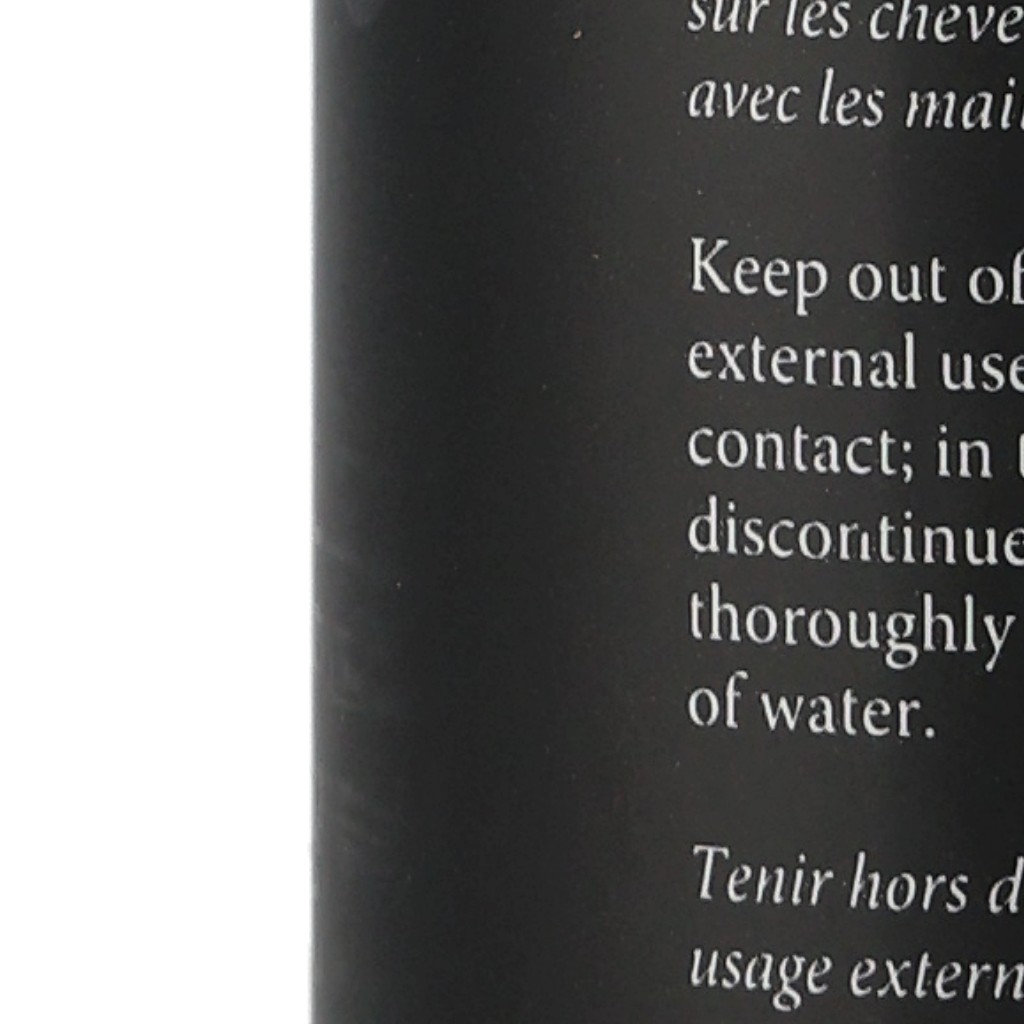 sur les cheve
avec les mai
Keep out of
external use
contact; in t
discontinue
thoroughly
of water.
Tenir hors d
usage extern